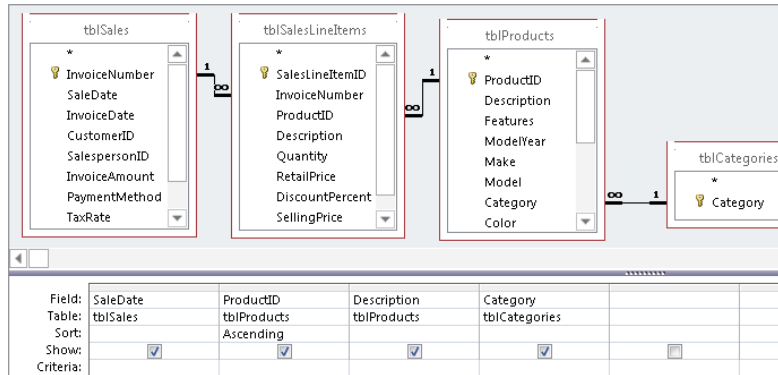 tblSales
*
InvoiceNumber
SaleDate
InvoiceDate
CustomerID
SalespersonID
InvoiceAmount
PaymentMethod
TaxRate
1
∞
tblSalesLineItems
*
SalesLineItemID
InvoiceNumber
ProductID
Description
Quantity
RetailPrice
DiscountPercent
SellingPrice
∞
1
tblProducts
*
ProductID
Description
Features
ModelYear
Make
Model
Category
Color
∞
1
tblCategories
*
Category
Field: SaleDate ProductID Description Category
Table: tblSales tblProducts tblProducts tblCategories
Sort: Ascending
Show:
Criteria: